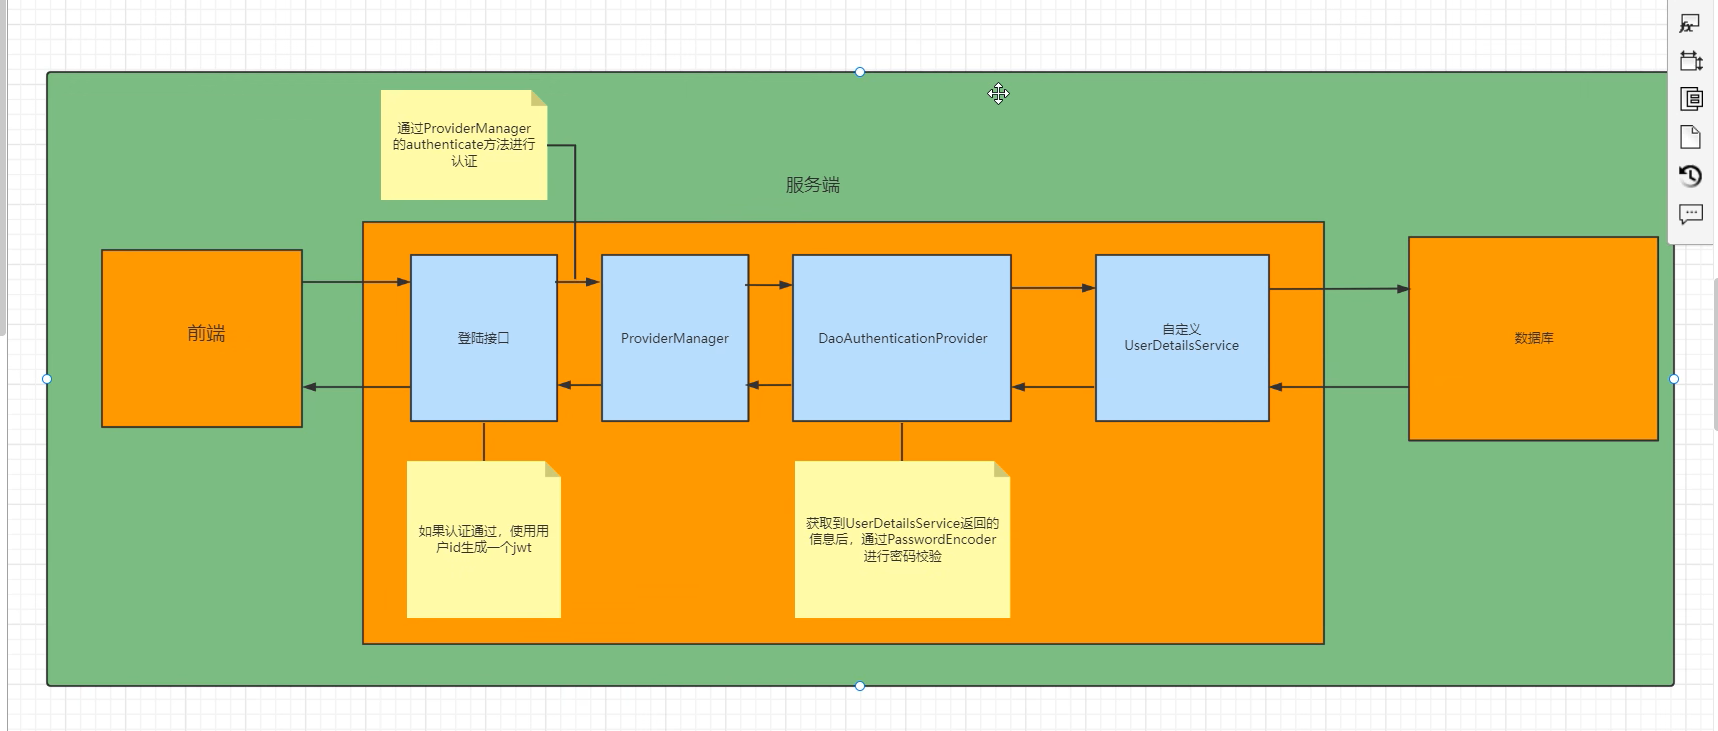 通过ProviderManager
的authenticate方法进行
认证
服务端
前端
登陆接口
ProviderManager
DaoAuthenticationProvider
自定义
UserDetailsService
数据库
如果认证通过，使用用
户id生成一个jwt
获取到UserDetailsService返回的
信息后，通过PasswordEncoder
进行密码校验